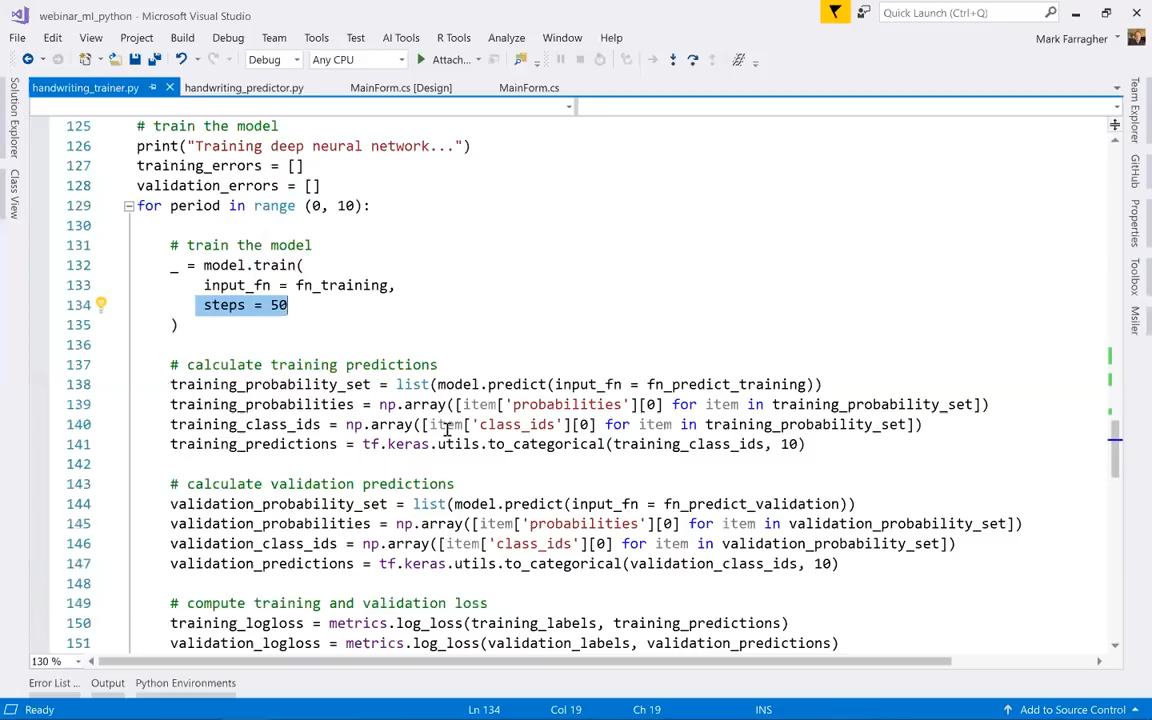 webinar_ml_python - Microsoft Visual Studio
Quick Launch (Ctrl+Q)
File Edit View Project Build Debug Team Tools Test AI Tools R Tools Analyze Window Help
Mark Farragher
Debug Any CPU Attach...
handwriting_trainer.py handwriting_predictor.py MainForm.cs [Design] MainForm.cs
Solution Explorer
Class View
125 # train the model
126 print("Training deep neural network...")
127 training_errors = []
128 validation_errors = []
129 for period in range (0, 10):
130
131 # train the model
132 _ = model.train(
133 input_fn = fn_training,
134 steps = 50
135 )
136
137 # calculate training predictions
138 training_probability_set = list(model.predict(input_fn = fn_predict_training))
139 training_probabilities = np.array([item['probabilities'][0] for item in training_probability_set])
140 training_class_ids = np.array([item['class_ids'][0] for item in training_probability_set])
141 training_predictions = tf.keras.utils.to_categorical(training_class_ids, 10)
142
143 # calculate validation predictions
144 validation_probability_set = list(model.predict(input_fn = fn_predict_validation))
145 validation_probabilities = np.array([item['probabilities'][0] for item in validation_probability_set])
146 validation_class_ids = np.array([item['class_ids'][0] for item in validation_probability_set])
147 validation_predictions = tf.keras.utils.to_categorical(validation_class_ids, 10)
148
149 # compute training and validation loss
150 training_logloss = metrics.log_loss(training_labels, training_predictions)
151 validation_logloss = metrics.log_loss(validation_labels, validation_predictions)
Team Explorer
GitHub
Properties
Toolbox
Msiler
130 %
Error List ... Output Python Environments
Ready Ln 134 Col 19 Ch 19 INS Add to Source Control